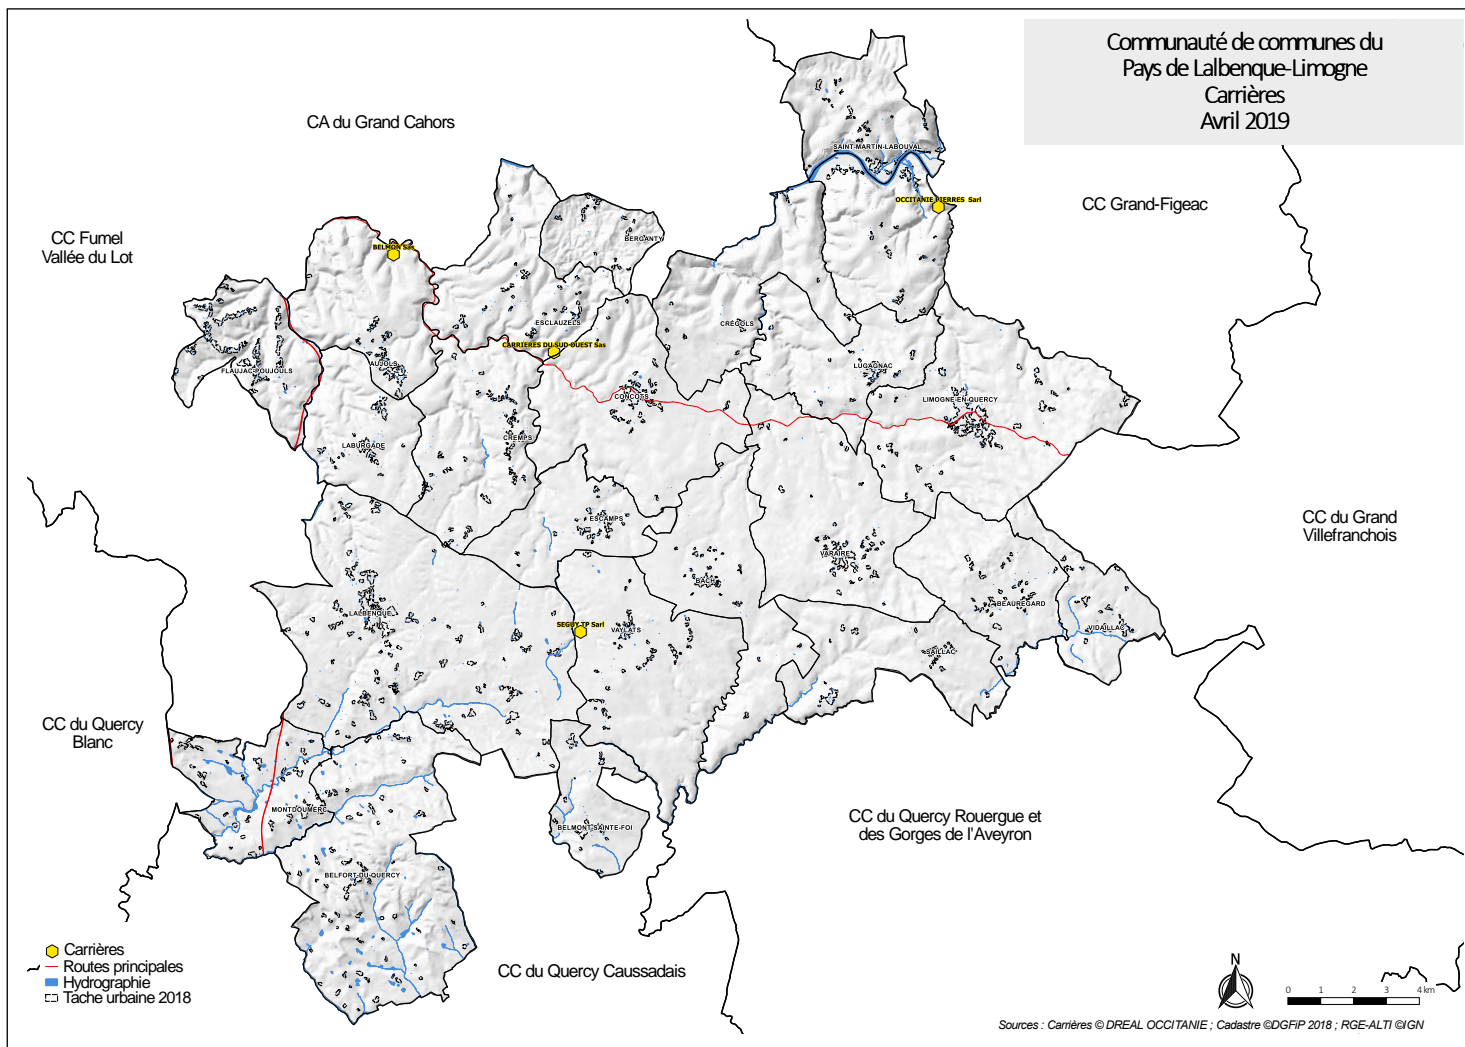 Communauté de communes du
Pays de Lalbenque-Limogne
Carrières
Avril 2019
CA du Grand Cahors
CC Grand-Figeac
CC Fumel
Vallée du Lot
SAINT-MARTIN-LABOUVAL
OCCITANIE PIERRES Sarl
BERGANTY
BELMON Sas
ESCLAUZELS
CRÉGOLS
CARRIERES DU SUD-OUEST Sas
AUJOLS
FLAUJAC-POUJOLS
LUGAGNAC
CONCOTS
LIMOGNE-EN-QUERCY
LABURGADE
CREMPS
ESCAMPS
CC du Grand
Villefranchois
VARAIRE
BACH
BEAUREGARD
LALBENQUE
SEGUY TP Sarl
VAYLATS
VIDAILLAC
SAILLAC
CC du Quercy
Blanc
MONTDOUMERC
BELMONT-SAINTE-FOI
CC du Quercy Rouergue et
des Gorges de l'Aveyron
BELFORT-DU-QUERCY
CC du Quercy Caussadais
Carrières
Routes principales
Hydrographie
Tache urbaine 2018
N
0 1 2 3 4 km
Sources : Carrières © DREAL OCCITANIE ; Cadastre ©DGFiP 2018 ; RGE-ALTI ©IGN